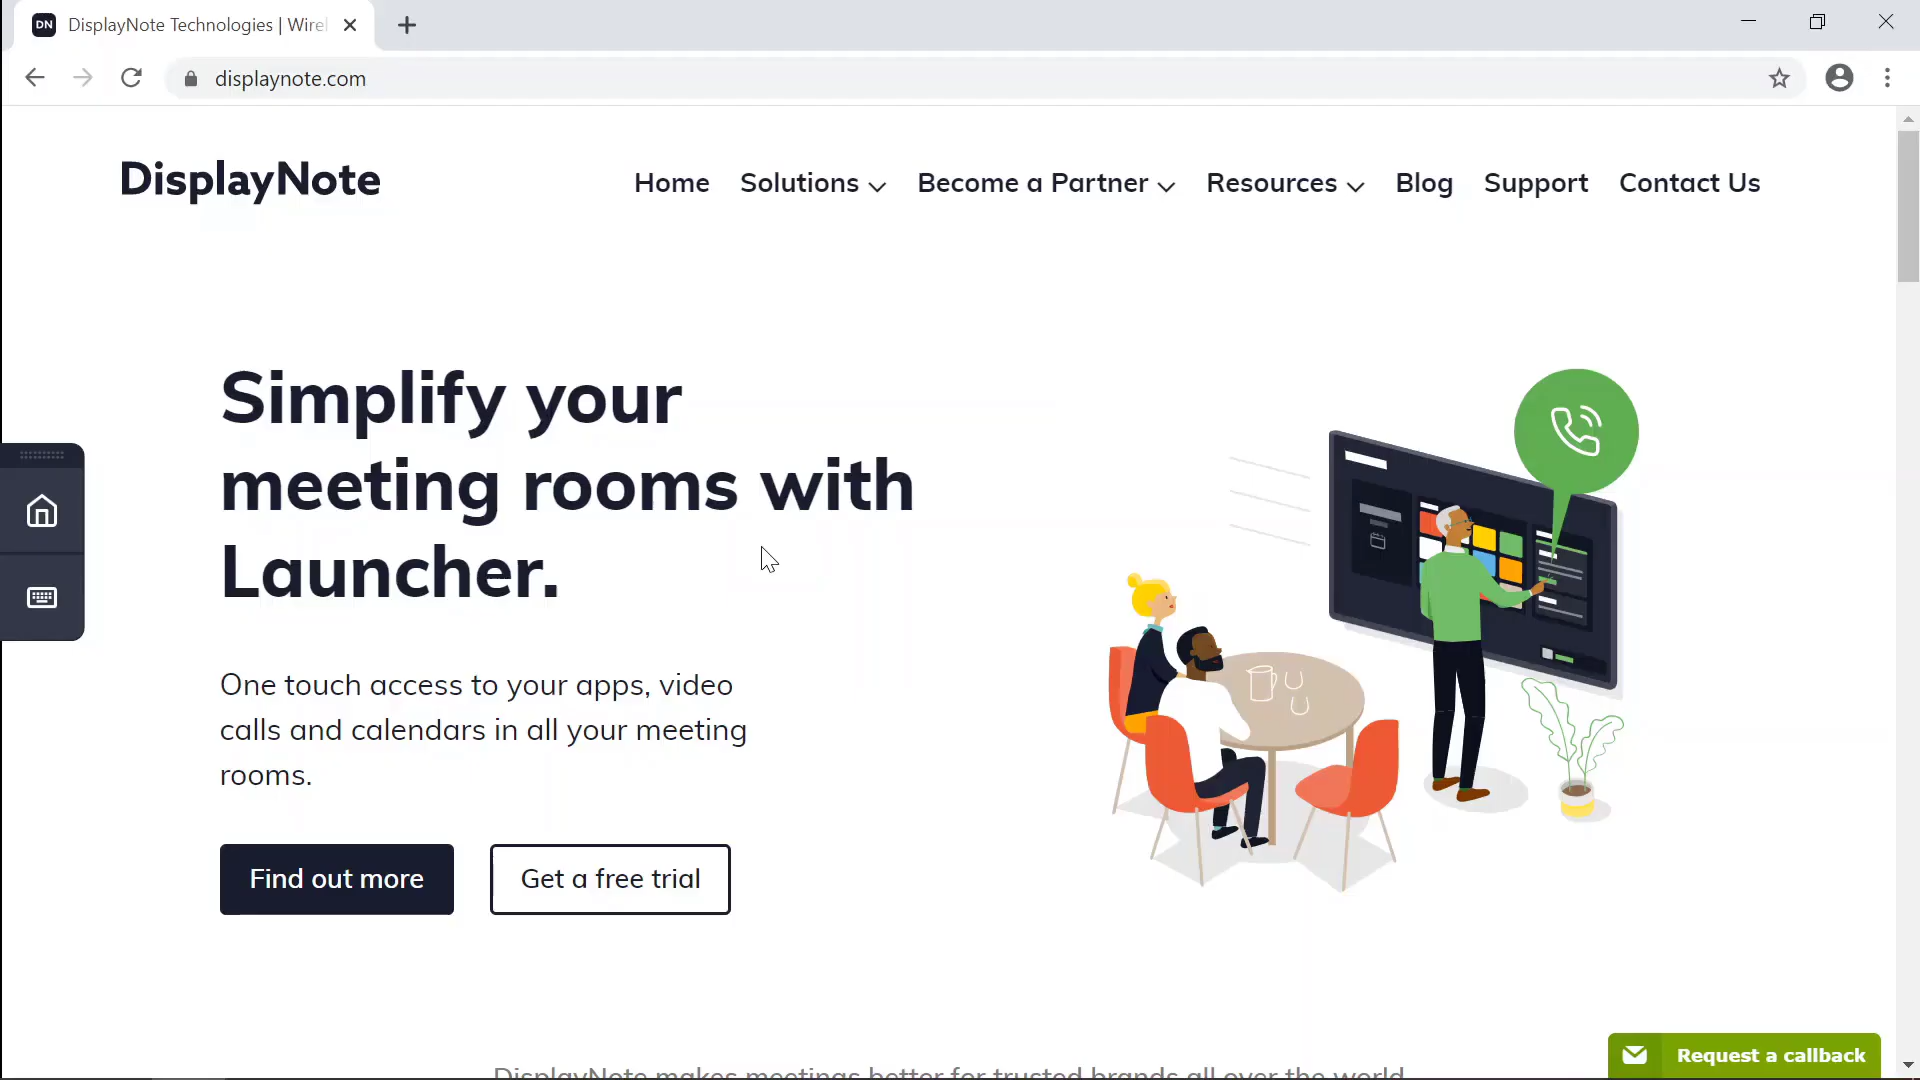 DN DisplayNote Technologies | Wirel
displaynote.com
DisplayNote
Home Solutions Become a Partner Resources Blog Support Contact Us
Simplify your
meeting rooms with
Launcher.
One touch access to your apps, video
calls and calendars in all your meeting
rooms.
Find out more Get a free trial
Request a callback
DisplayNote makes meetings better for trusted brands all over the world